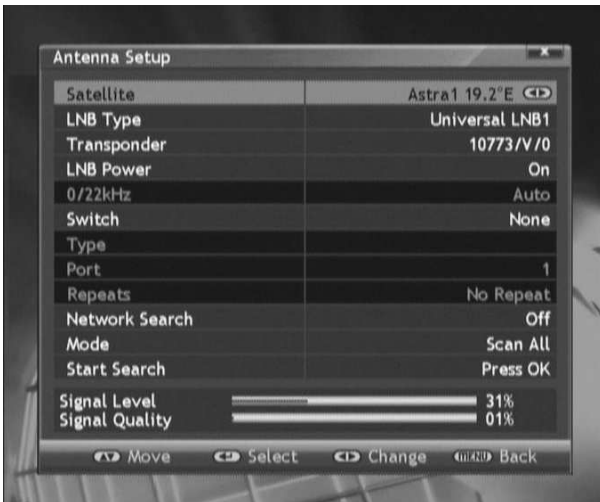 Antenna Setup
Satellite Astra1 19.2°E
LNB Type Universal LNB1
Transponder 10773/V/0
LNB Power On
0/22kHz Auto
Switch None
Type
Port 1
Repeats No Repeat
Network Search Off
Mode Scan All
Start Search Press OK
Signal Level 31%
Signal Quality 01%
Move Select Change MENU Back